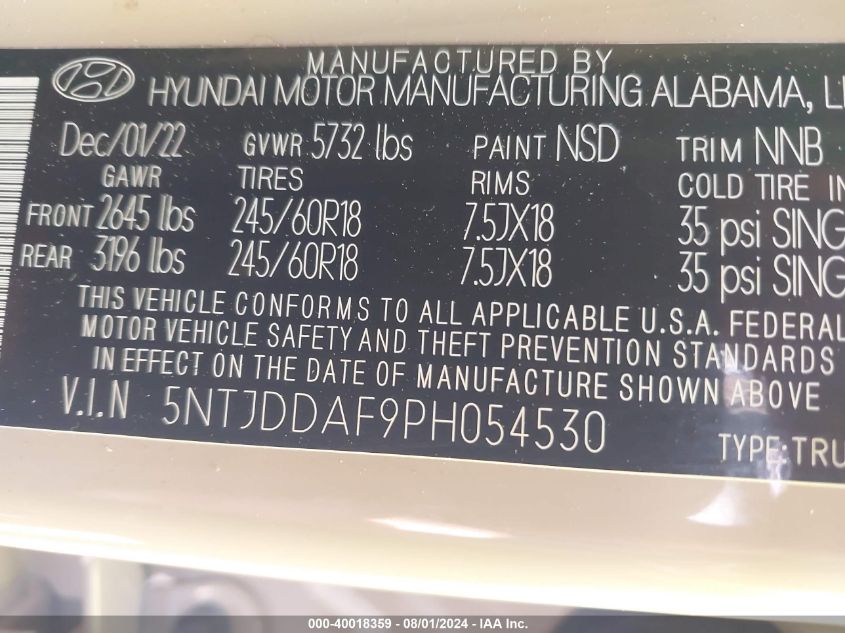 MANUFACTURED BY
HYUNDAI MOTOR MANUFACTURING ALABAMA,
Dec/01/22 GVWR 5732 lbs PAINT NSD TRIM NNB
GAWR TIRES RIMS COLD TIRE
FRONT 2645 lbs 245/60R18 7.5JX18 35 psi
REAR 3196 lbs 245/60R18 7.5JX18 35 psi
THIS VEHICLE CONFORMS TO ALL APPLICABLE U.S.A. FEDERAL
MOTOR VEHICLE SAFETY AND THEFT PREVENTION STANDARDS
IN EFFECT ON THE DATE OF MANUFACTURE SHOWN ABOVE
V.I.N 5NTJDDAF9PH054530
TYPE:
000-40018359 - 08/01/2024 - IAA Inc.